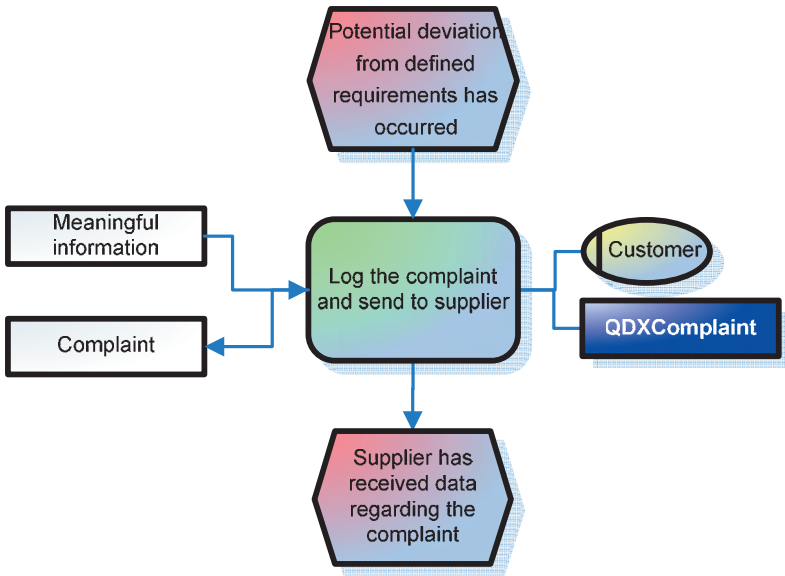 Potential deviation
from defined
requirements has
occurred
Meaningful
information
Log the complaint
and send to supplier
Customer
Complaint
QDXComplaint
Supplier has
received data
regarding the
complaint